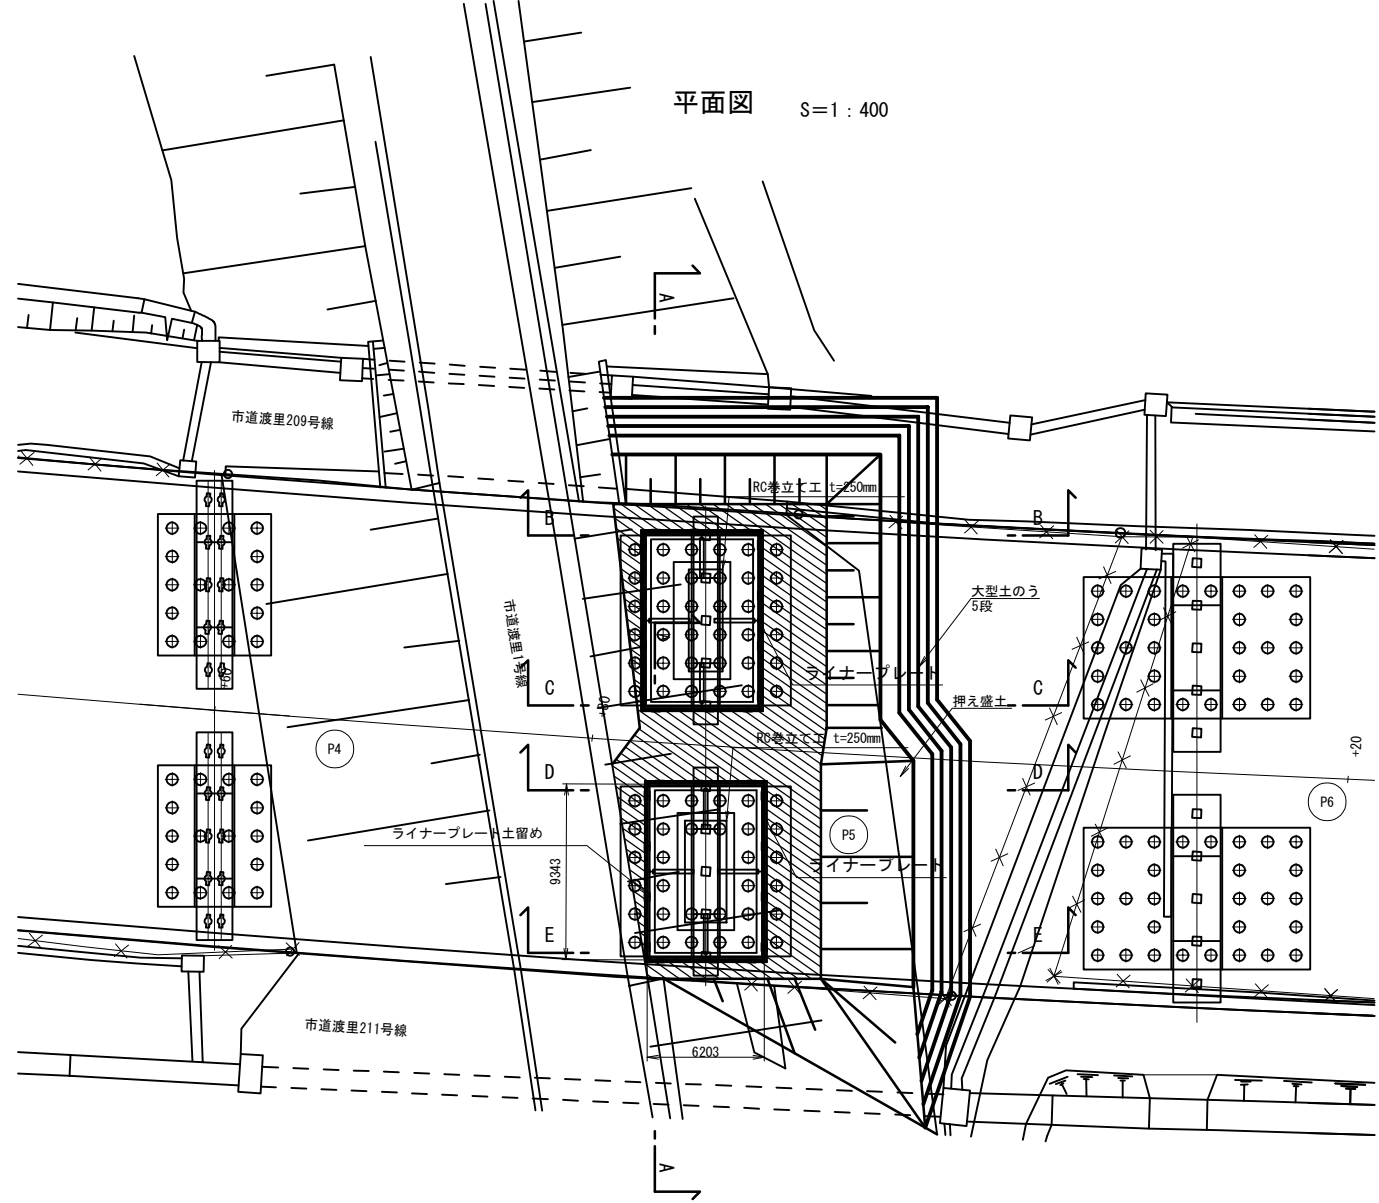 平面図 S＝1：400
A
市道渡里209号線
RC巻立て工 t=250mm
B
B
大型土のう
5段
市道渡里1号線
ライナープレート
+60
C
C
押え盛土
+80
RC巻立て工 t=250mm
P4
+20
D
D
P6
ライナープレート土留め
P5
ライナープレート
9343
E
E
市道渡里211号線
6203
A